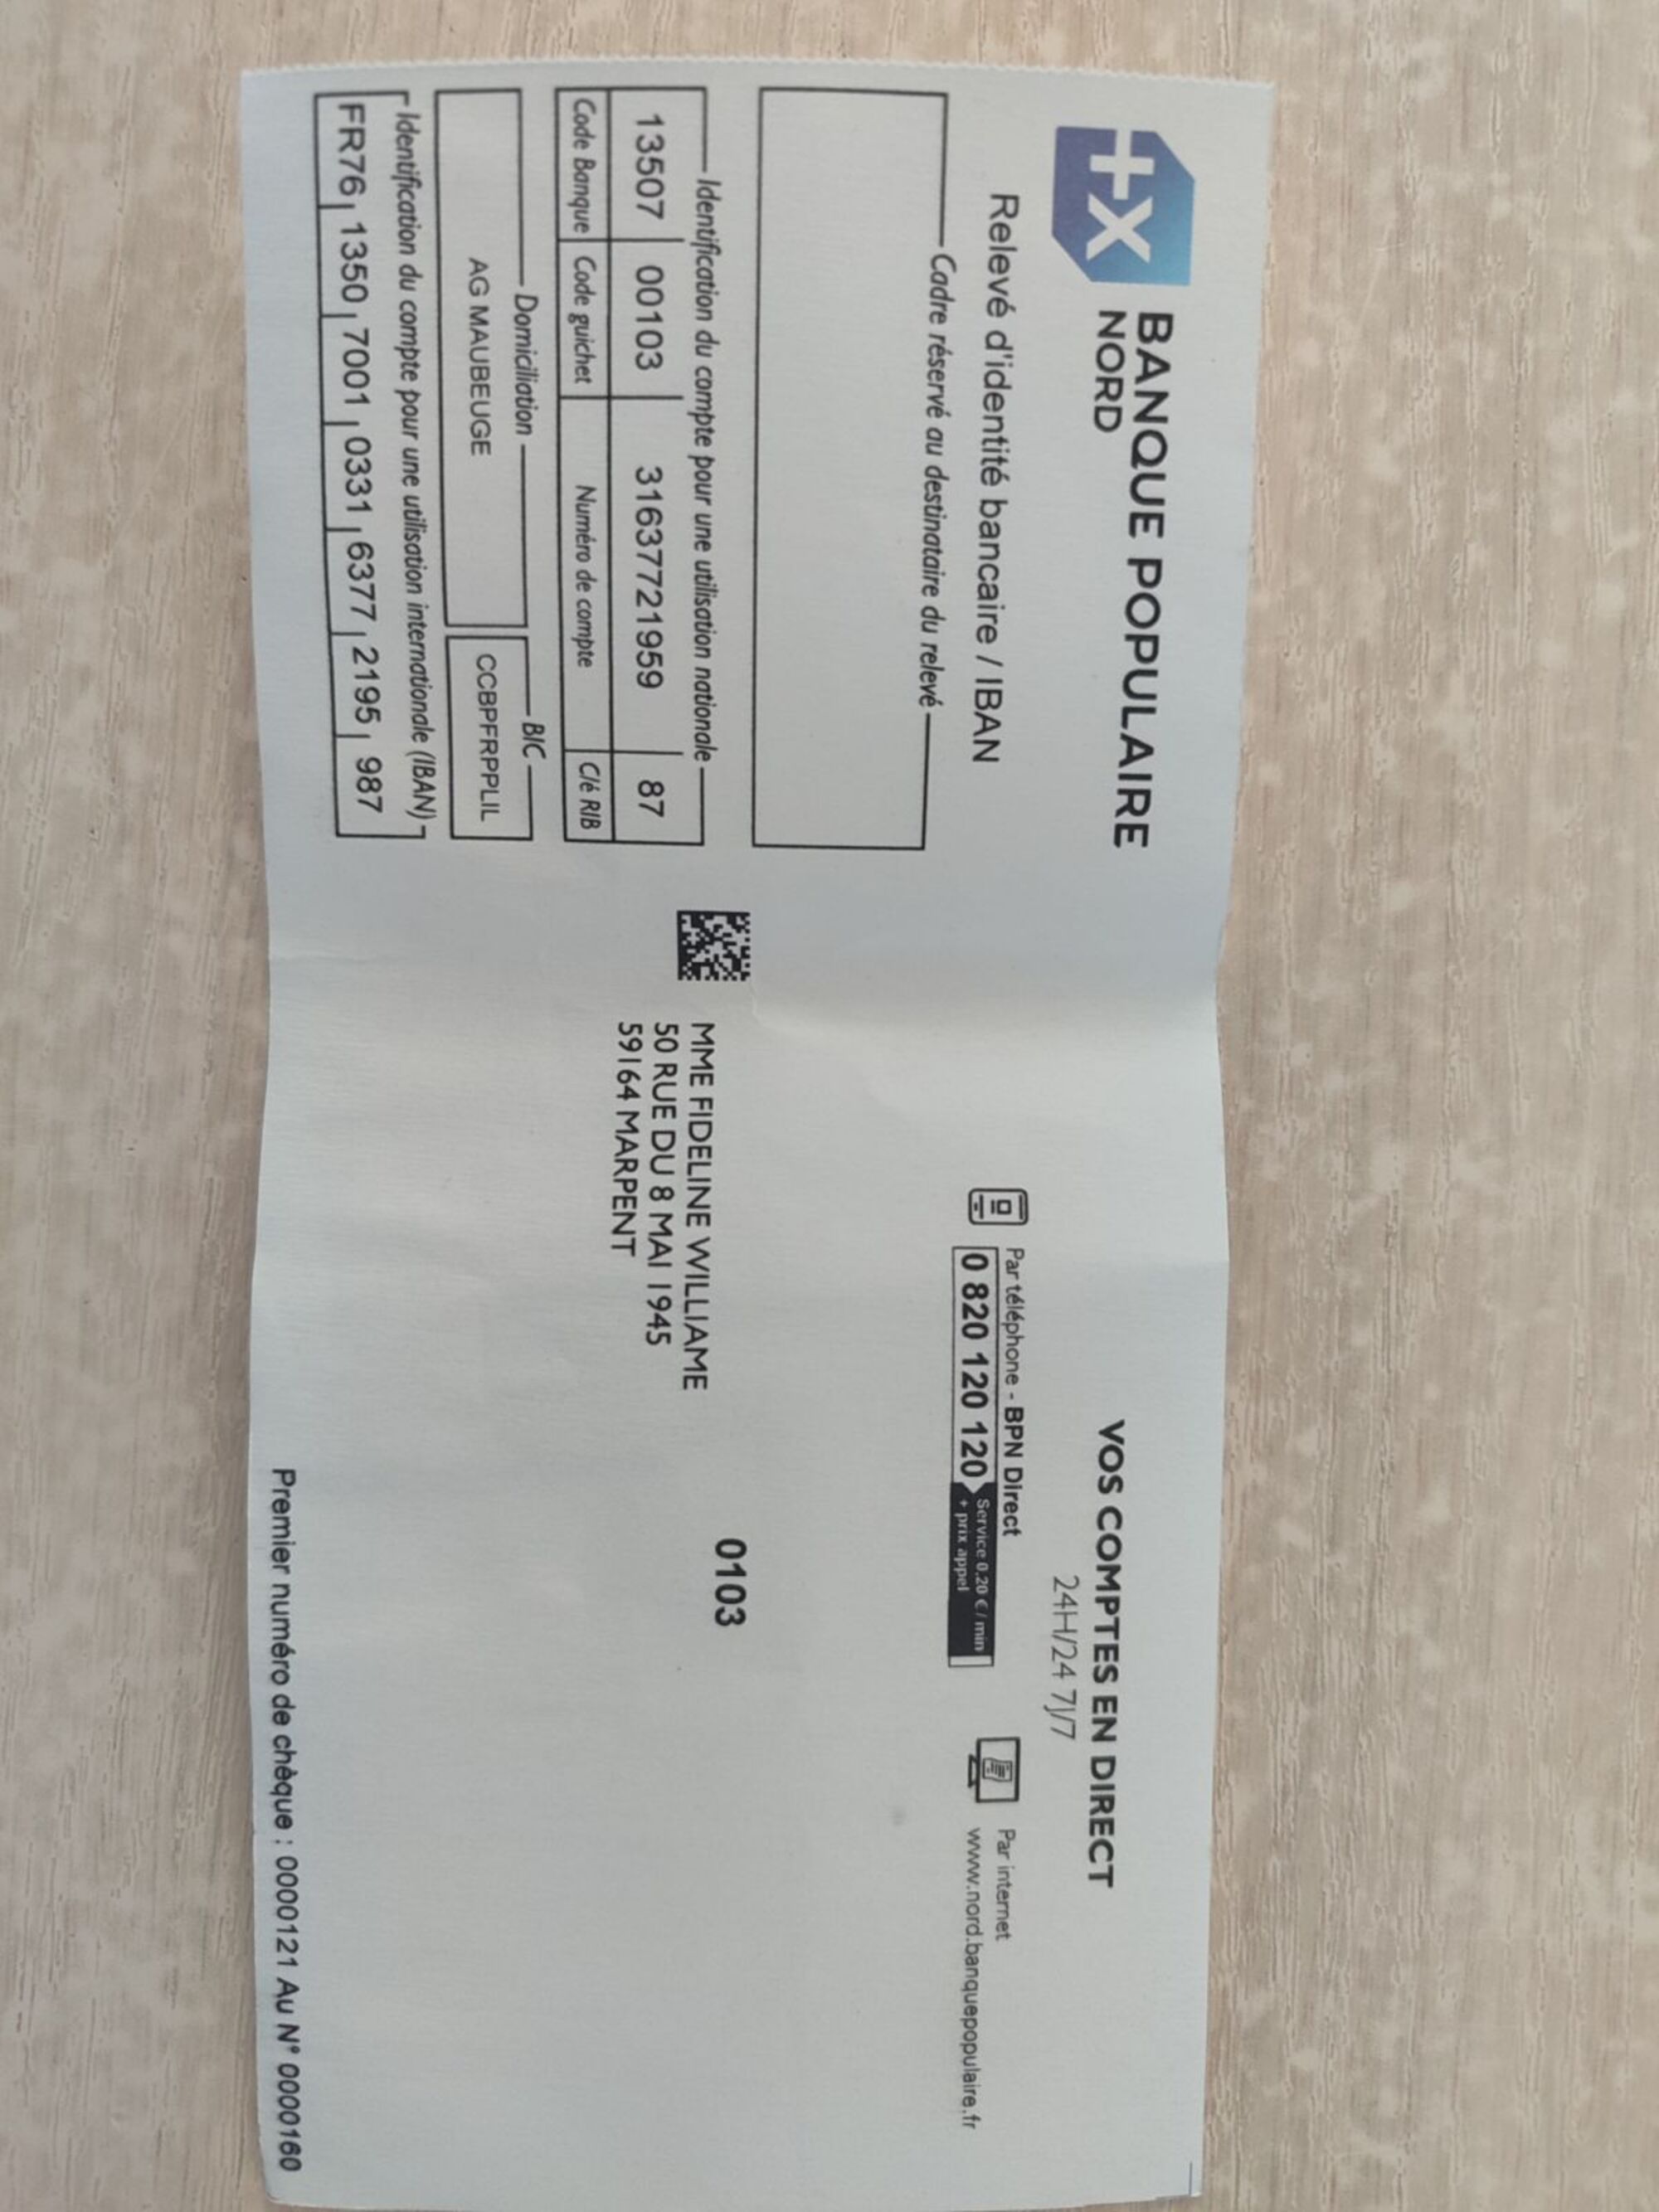 BANQUE POPULAIRE
NORD
Relevé d'identité bancaire / IBAN
Cadre réservé au destinataire du relevé
Identification du compte pour une utilisation nationale
13507 00103 31637721959 87
Code Banque Code guichet Numéro de compte Clé RIB
Domiciliation BIC
AG MAUBEUGE CCBPFRPPLIL
Identification du compte pour une utilisation internationale (IBAN)
FR76 1350 7001 0331 6377 2195 987
VOS COMPTES EN DIRECT
24H/24 7J/7
Par téléphone - BPN Direct
0 820 120 120 Service 0,20 € / min
+ prix appel
Par internet
www.nord.banquepopulaire.fr
0103
MME FIDELINE WILLIAME
50 RUE DU 8 MAI 1945
59164 MARPENT
Premier numéro de chèque : 0000121 Au N° 0000160